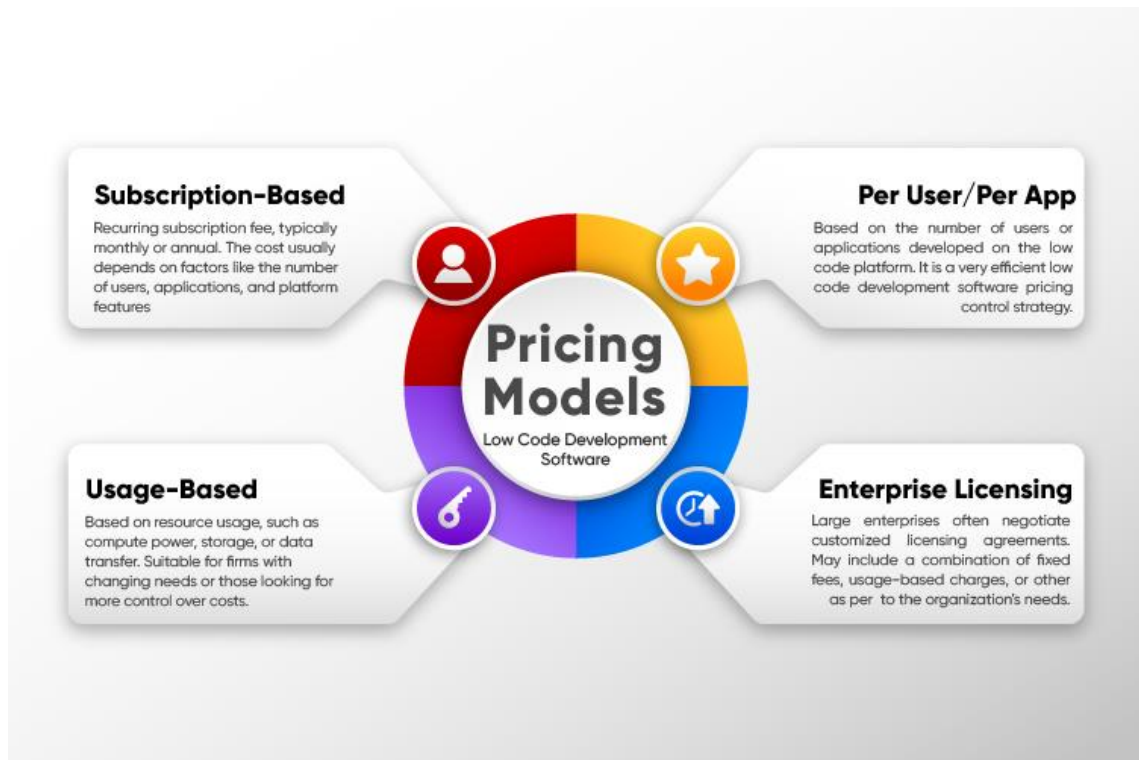 Subscription-Based
Recurring subscription fee, typically
monthly or annual. The cost usually
depends on factors like the number
of users, applications, and platform
features
Per User/Per App
Based on the number of users or
applications developed on the low
code platform. It is a very efficient low
code development software pricing
control strategy.
Pricing
Models
Low Code Development
Software
Usage-Based
Based on resource usage, such as
compute power, storage, or data
transfer. Suitable for firms with
changing needs or those looking for
more control over costs.
Enterprise Licensing
Large enterprises often negotiate
customized licensing agreements.
May include a combination of fixed
fees, usage-based charges, or other
as per to the organization's needs.